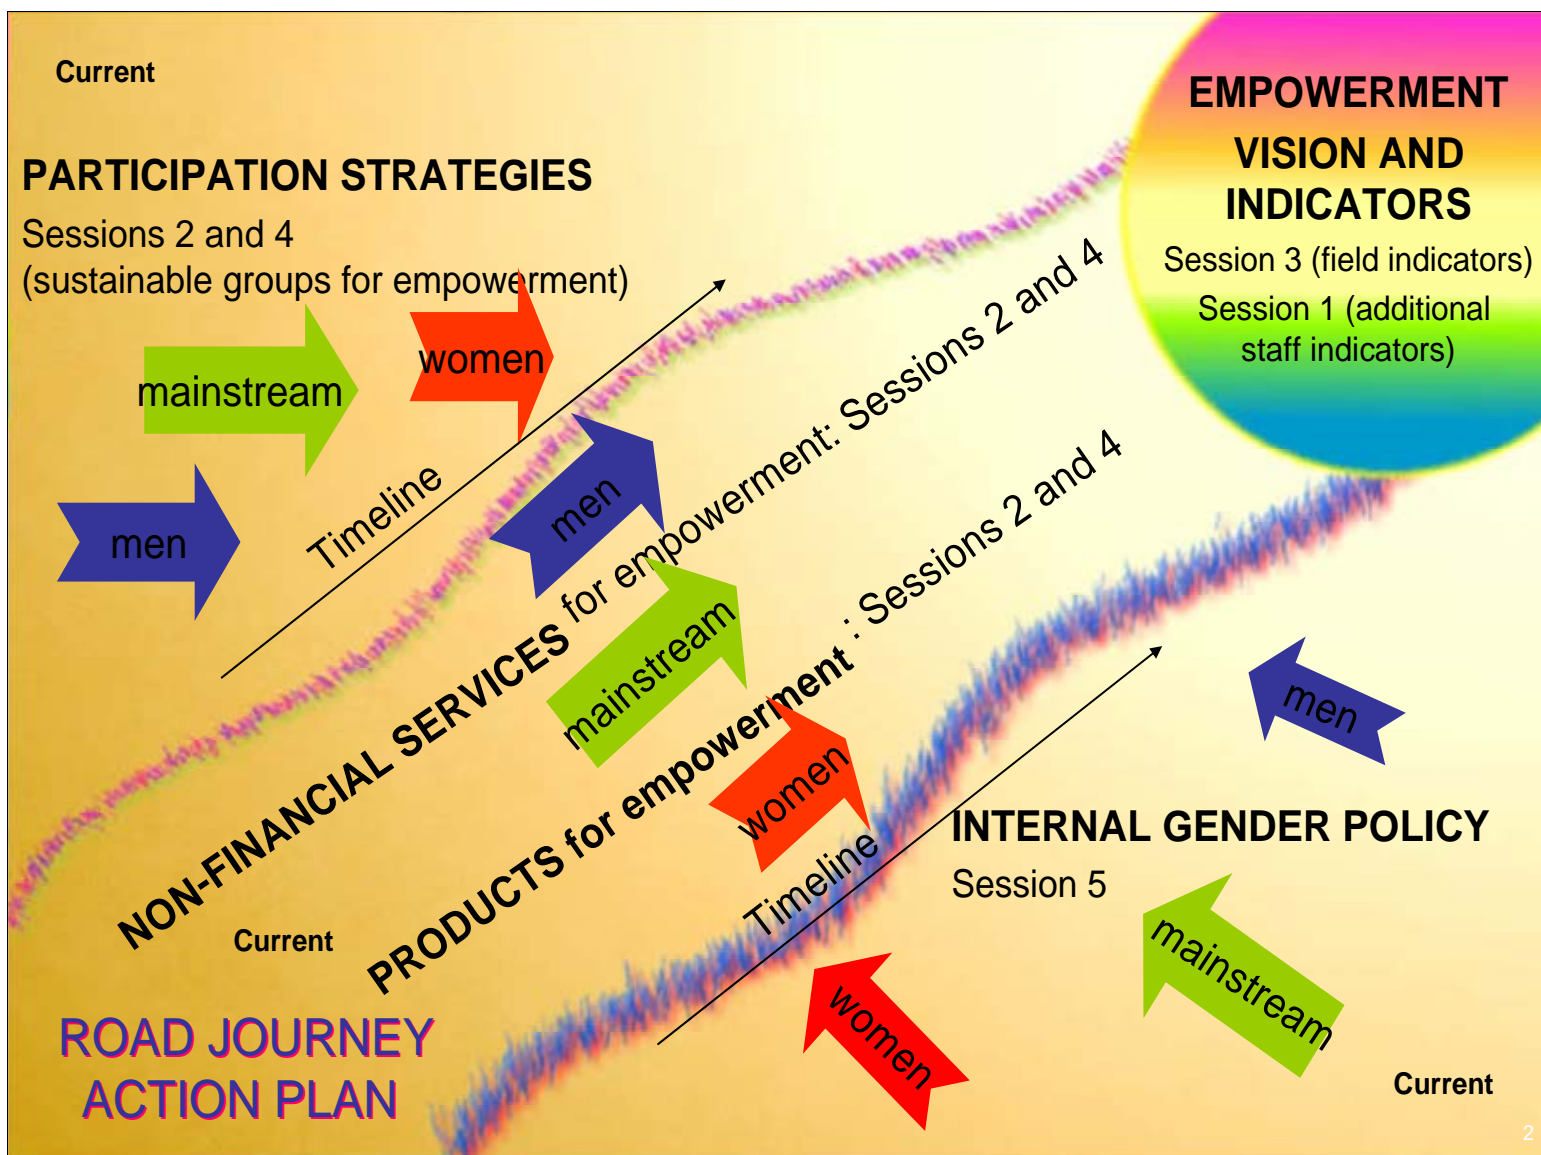 Current
PARTICIPATION STRATEGIES
Sessions 2 and 4
(sustainable groups for empowerment)
mainstream
women
men
Timeline
EMPOWERMENT
VISION AND
INDICATORS
Session 3 (field indicators)
Session 1 (additional
staff indicators)
men
mainstream
women
NON-FINANCIAL SERVICES for empowerment: Sessions 2 and 4
PRODUCTS for empowerment : Sessions 2 and 4
Current
Timeline
men
INTERNAL GENDER POLICY
Session 5
mainstream
women
Current
ROAD JOURNEY
ACTION PLAN
2